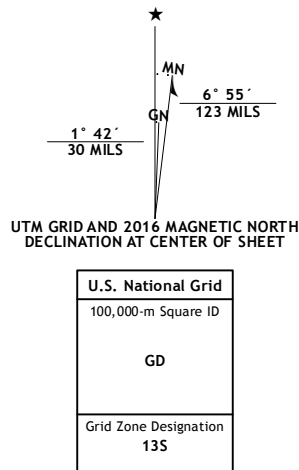 ★
MN
GN
6° 55´
123 MILS
1° 42´
30 MILS
UTM GRID AND 2016 MAGNETIC NORTH
DECLINATION AT CENTER OF SHEET
U.S. National Grid
100,000-m Square ID
GD
Grid Zone Designation
13S